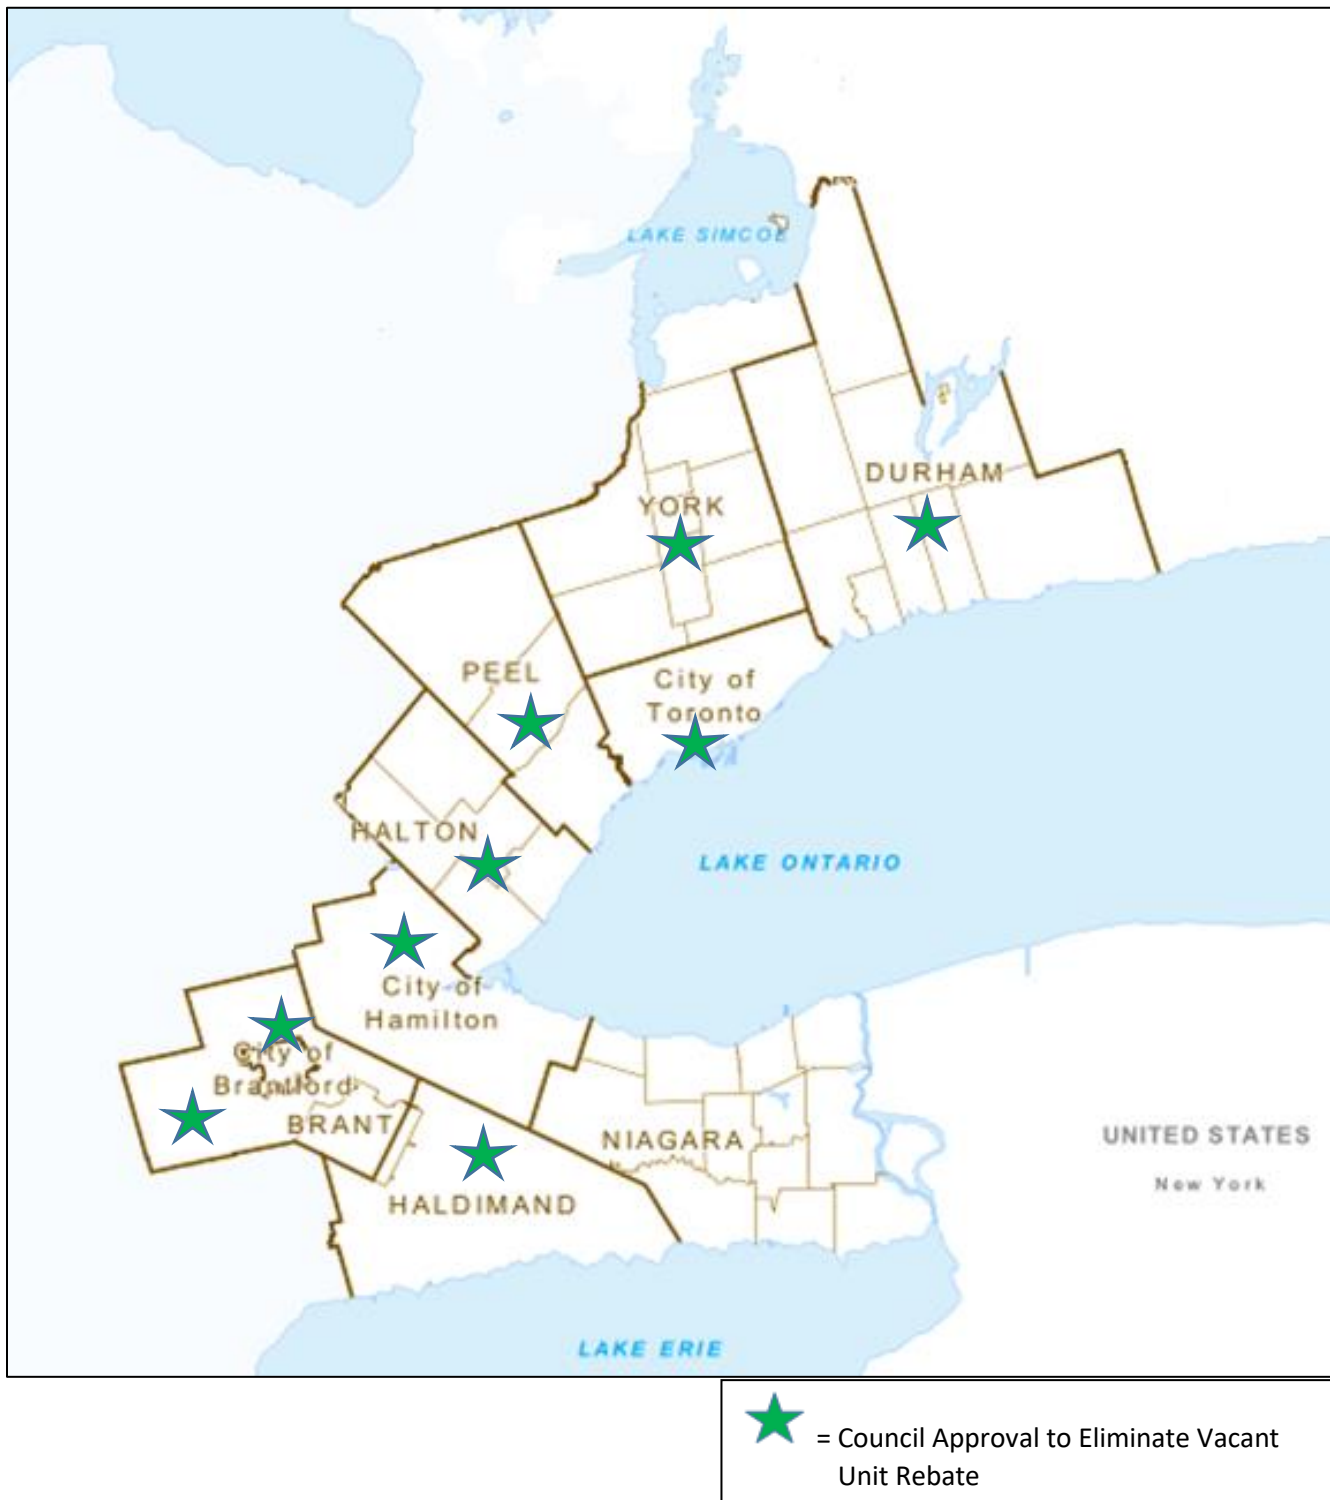 LAKE SIMCOE
DURHAM
YORK
PEEL
City of
Toronto
HALTON
LAKE ONTARIO
City of
Hamilton
City of
Brantford
BRANT
NIAGARA
UNITED STATES
New York
HALDIMAND
LAKE ERIE
= Council Approval to Eliminate Vacant
Unit Rebate